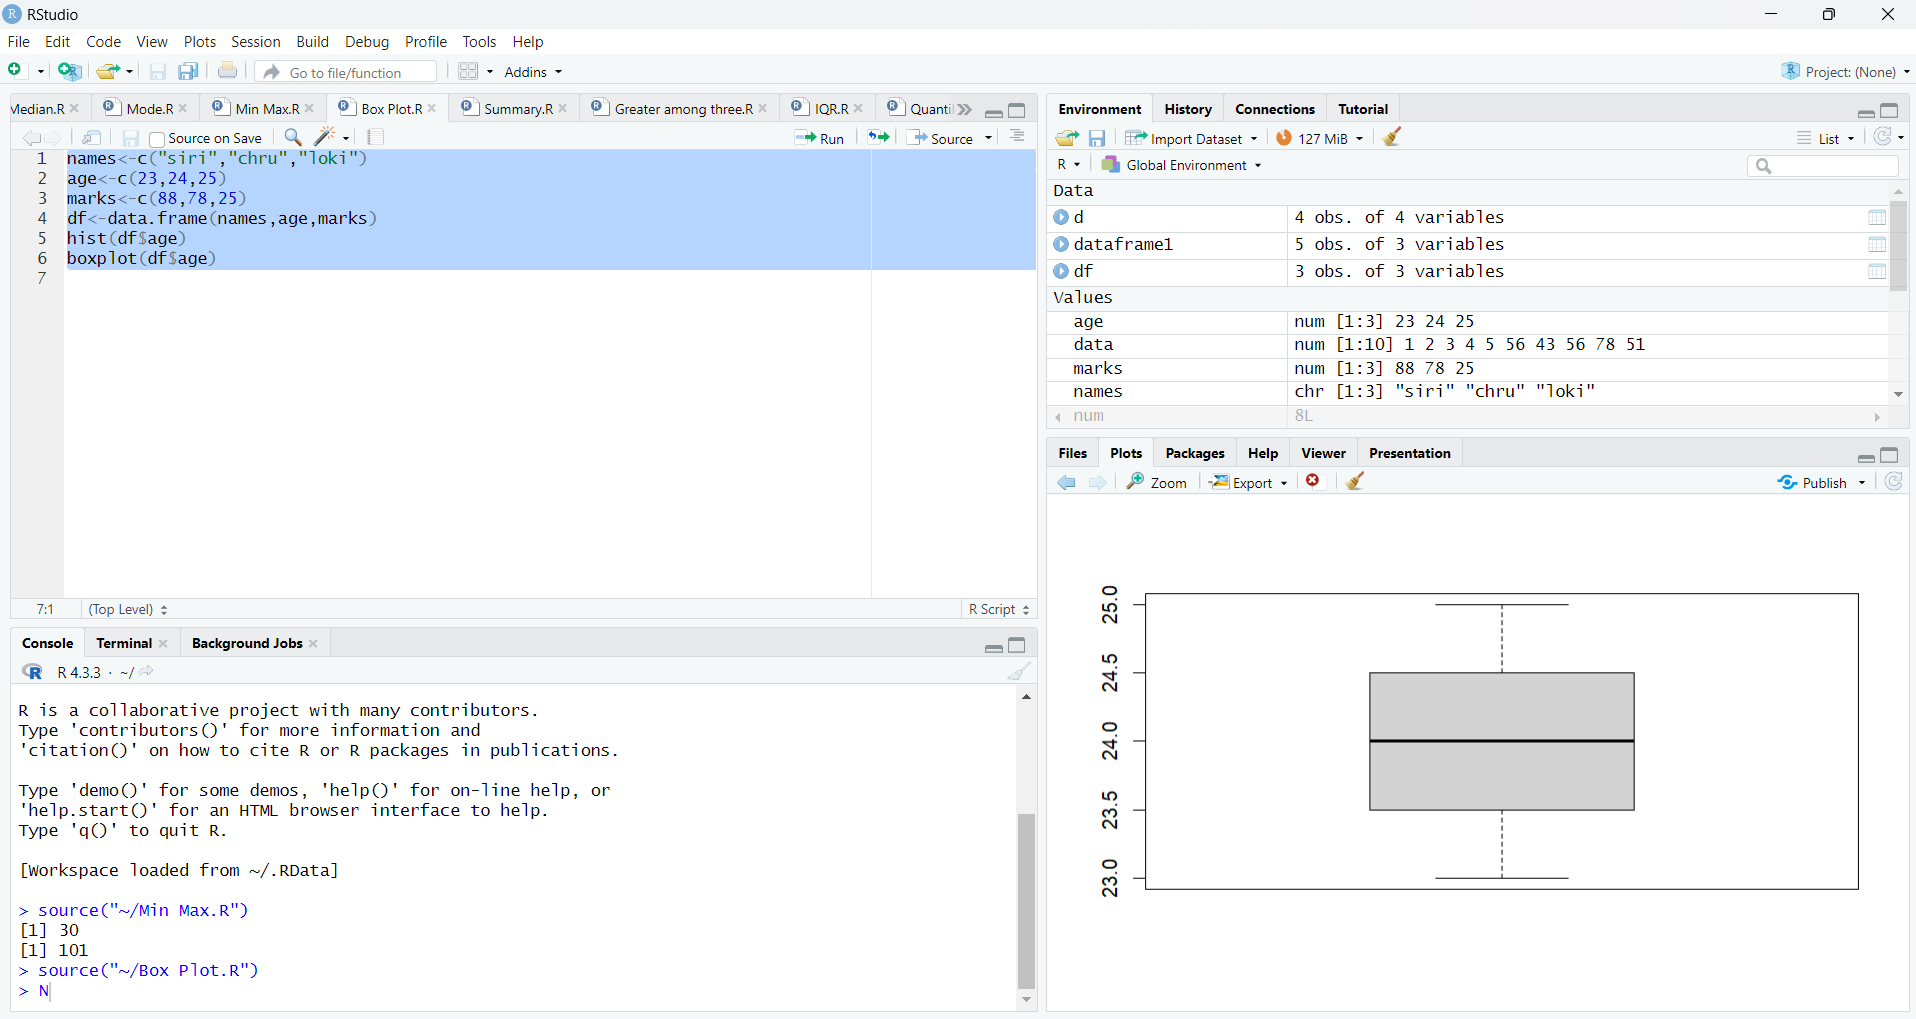 RStudio
File Edit Code View Plots Session Build Debug Profile Tools Help
Go to file/function Addins Project: (None)
Median.R Mode.R Min Max.R Box Plot.R Summary.R Greater among three.R IQR.R Quanti
Source on Save Run Source
1 names<-c("siri","chru","loki")
2 age<-c(23,24,25)
3 marks<-c(88,78,25)
4 df<-data.frame(names,age,marks)
5 hist(df$age)
6 boxplot(df$age)
7
7:1 (Top Level) R Script
Console Terminal Background Jobs
R 4.3.3 · ~/
R is a collaborative project with many contributors.
Type 'contributors()' for more information and
'citation()' on how to cite R or R packages in publications.
Type 'demo()' for some demos, 'help()' for on-line help, or
'help.start()' for an HTML browser interface to help.
Type 'q()' to quit R.
[Workspace loaded from ~/.RData]
> source("~/Min Max.R")
[1] 30
[1] 101
> source("~/Box Plot.R")
> N
Environment History Connections Tutorial
Import Dataset 127 MiB List
R Global Environment
Data
d 4 obs. of 4 variables
dataframe1 5 obs. of 3 variables
df 3 obs. of 3 variables
Values
age num [1:3] 23 24 25
data num [1:10] 1 2 3 4 5 56 43 56 78 51
marks num [1:3] 88 78 25
names chr [1:3] "siri" "chru" "loki"
num 8L
Files Plots Packages Help Viewer Presentation
Zoom Export Publish
25.0
24.5
24.0
23.5
23.0